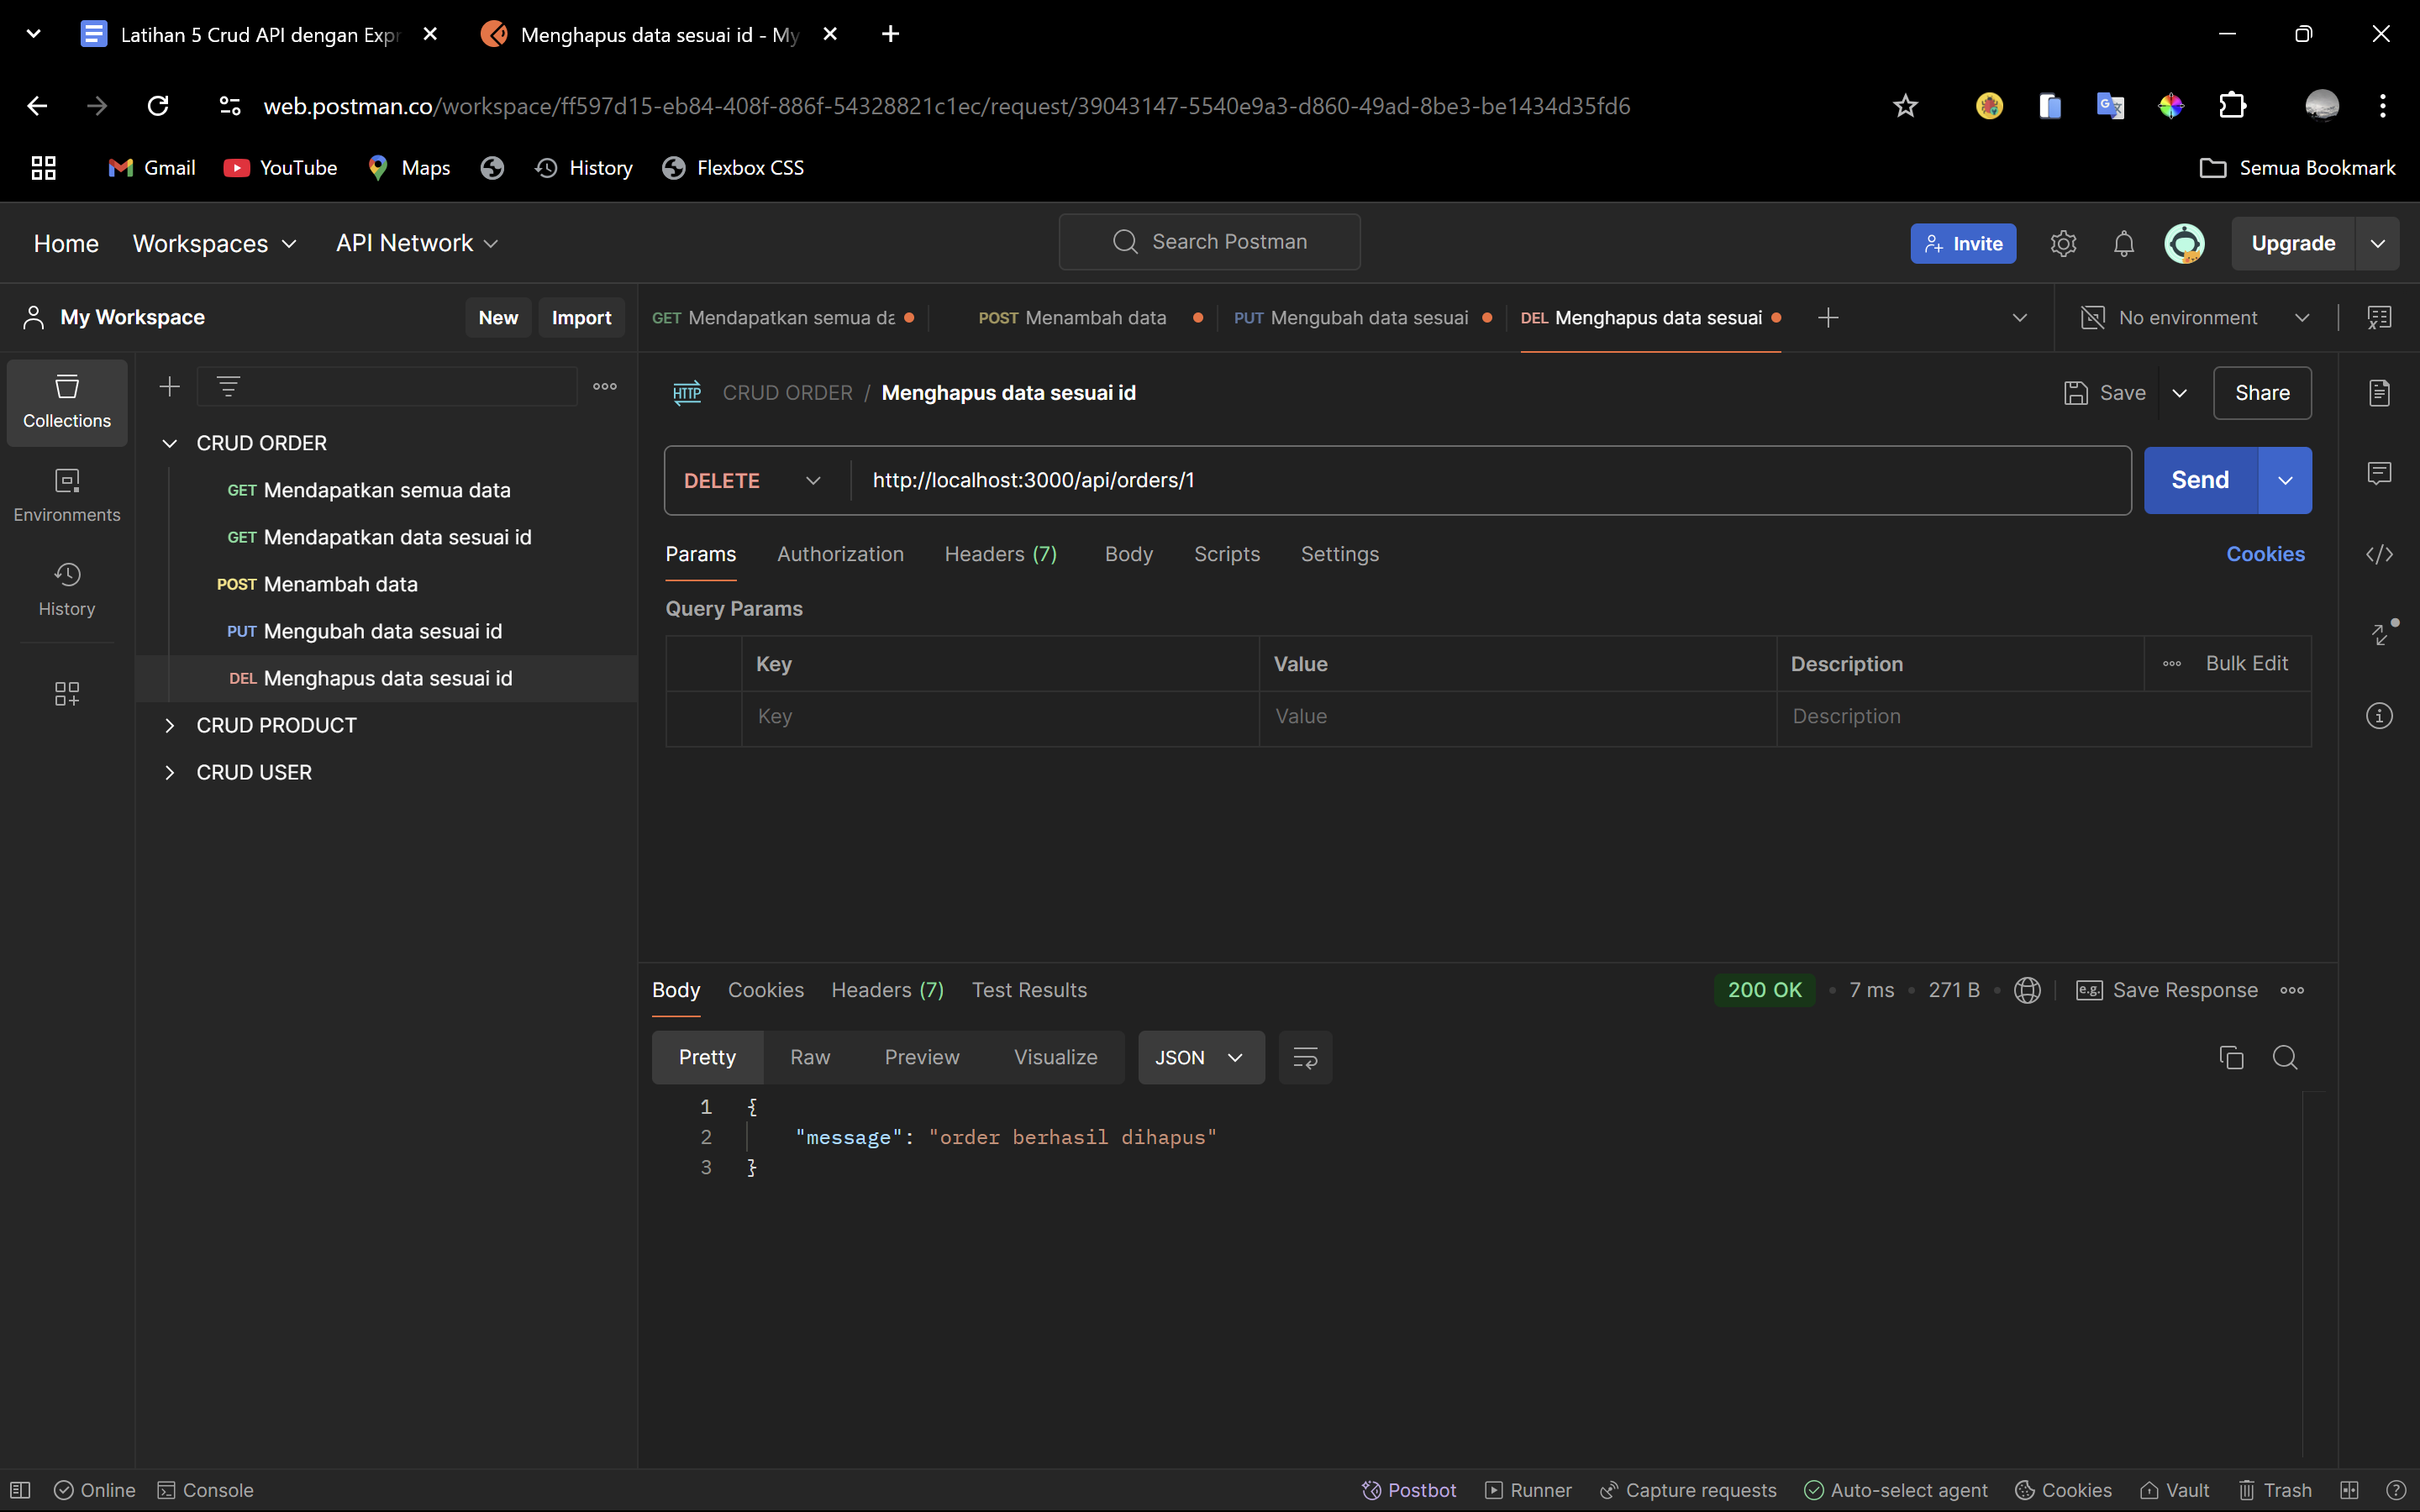 Latihan 5 Crud API dengan Expr
Menghapus data sesuai id - My
web.postman.co/workspace/ff597d15-eb84-408f-886f-54328821c1ec/request/39043147-5540e9a3-d860-49ad-8be3-be1434d35fd6
Gmail YouTube Maps History Flexbox CSS Semua Bookmark
Home Workspaces API Network Search Postman Invite Upgrade
My Workspace New Import
GET Mendapatkan semua da POST Menambah data PUT Mengubah data sesuai DEL Menghapus data sesuai No environment
Collections
Environments
History
CRUD ORDER
GET Mendapatkan semua data
GET Mendapatkan data sesuai id
POST Menambah data
PUT Mengubah data sesuai id
DEL Menghapus data sesuai id
CRUD PRODUCT
CRUD USER
HTTP CRUD ORDER / Menghapus data sesuai id Save Share
DELETE http://localhost:3000/api/orders/1 Send
Params Authorization Headers (7) Body Scripts Settings Cookies
Query Params
Key Value Description Bulk Edit
Key Value Description
Body Cookies Headers (7) Test Results 200 OK • 7 ms • 271 B • e.g. Save Response
Pretty Raw Preview Visualize JSON
1 {
2 "message": "order berhasil dihapus"
3 }
Online Console Postbot Runner Capture requests Auto-select agent Cookies Vault Trash